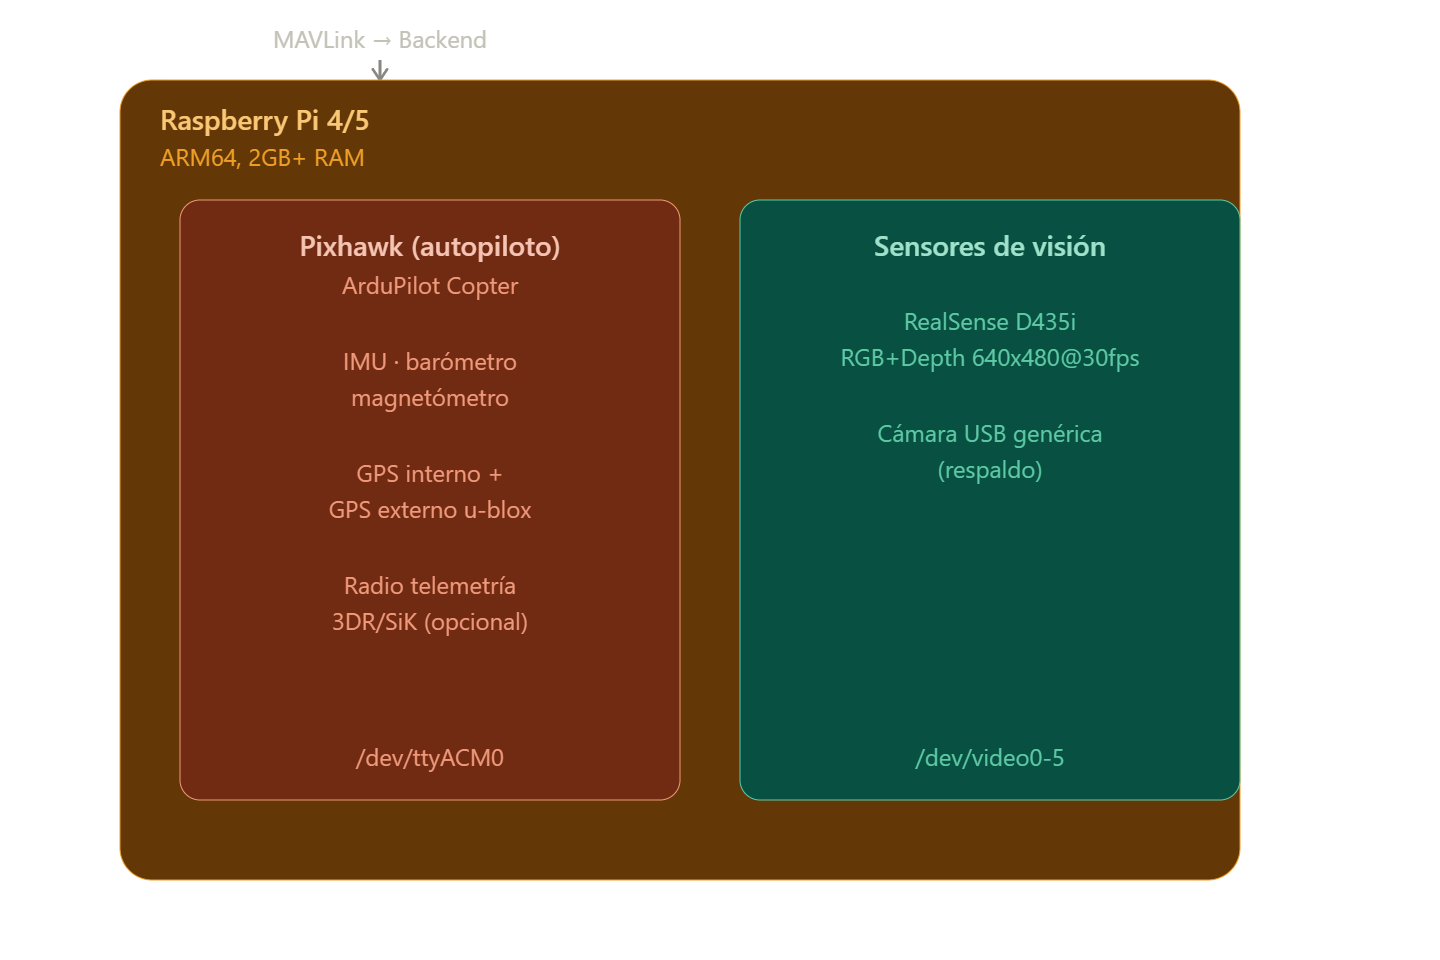 MAVLink → Backend
Raspberry Pi 4/5
ARM64, 2GB+ RAM
Pixhawk (autopiloto)
ArduPilot Copter
IMU · barómetro
magnetómetro
GPS interno +
GPS externo u-blox
Radio telemetría
3DR/SiK (opcional)
/dev/ttyACM0
Sensores de visión
RealSense D435i
RGB+Depth 640x480@30fps
Cámara USB genérica
(respaldo)
/dev/video0-5